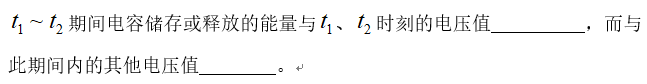 t₁ ~ t₂ 期间电容储存或释放的能量与 t₁、t₂ 时刻的电压值__________，而与
此期间内的其他电压值________。↵